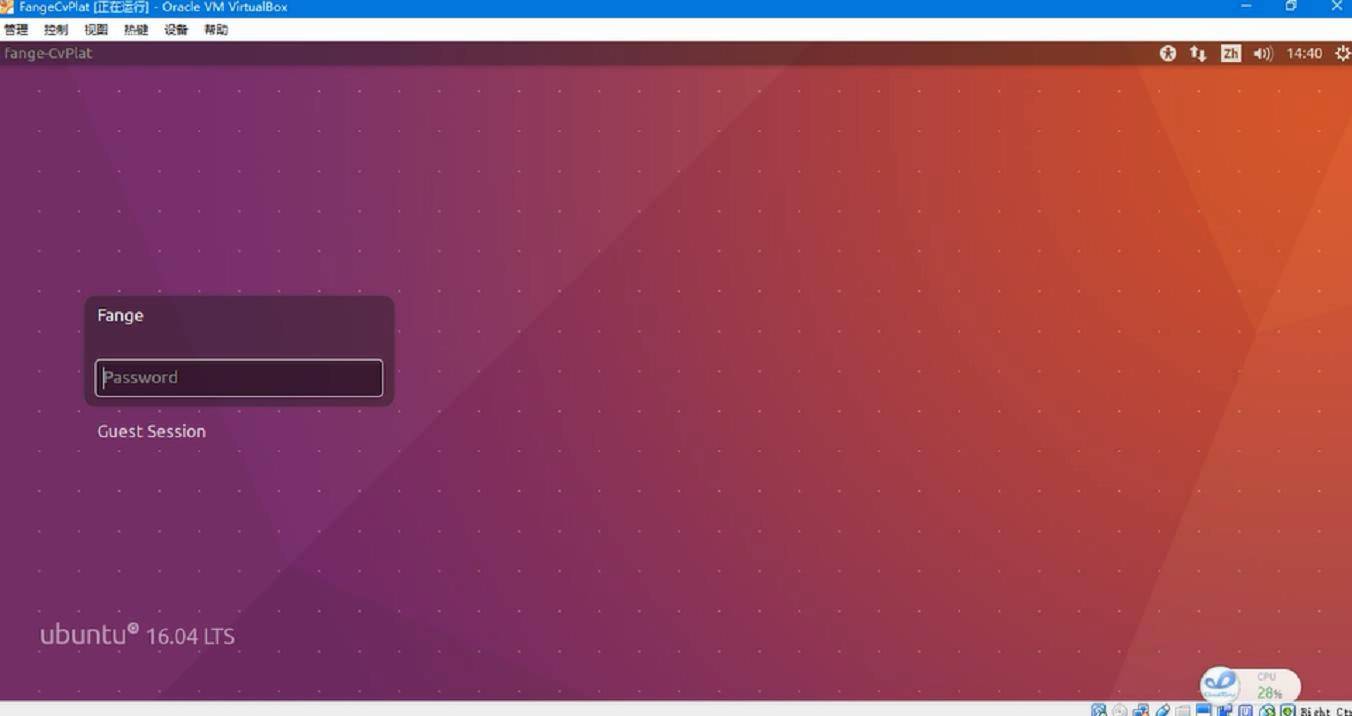 FangeCvPlat [正在运行] - Oracle VM VirtualBox
管理 控制 视图 热键 设备 帮助
fange-CvPlat Zh 14:40
Fange
Password
Guest Session
ubuntu® 16.04 LTS
CPU
28%
Right Ct